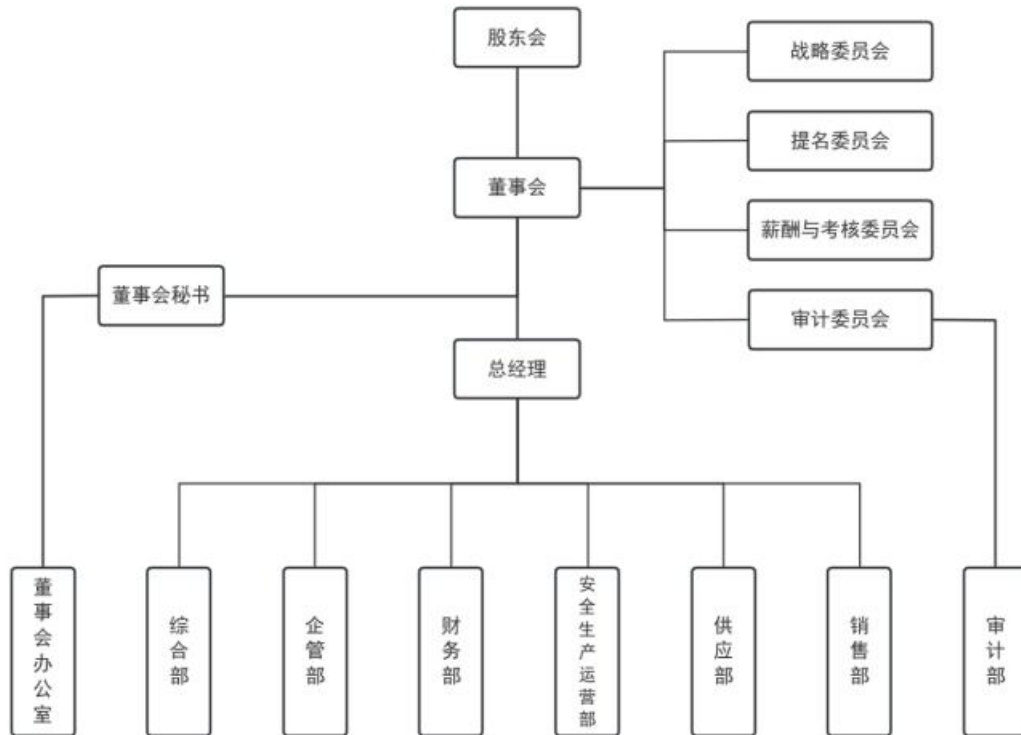 股东会
战略委员会
提名委员会
董事会
薪酬与考核委员会
董事会秘书
审计委员会
总经理
董事会办公室
综合部
企管部
财务部
安全生产运营部
供应部
销售部
审计部